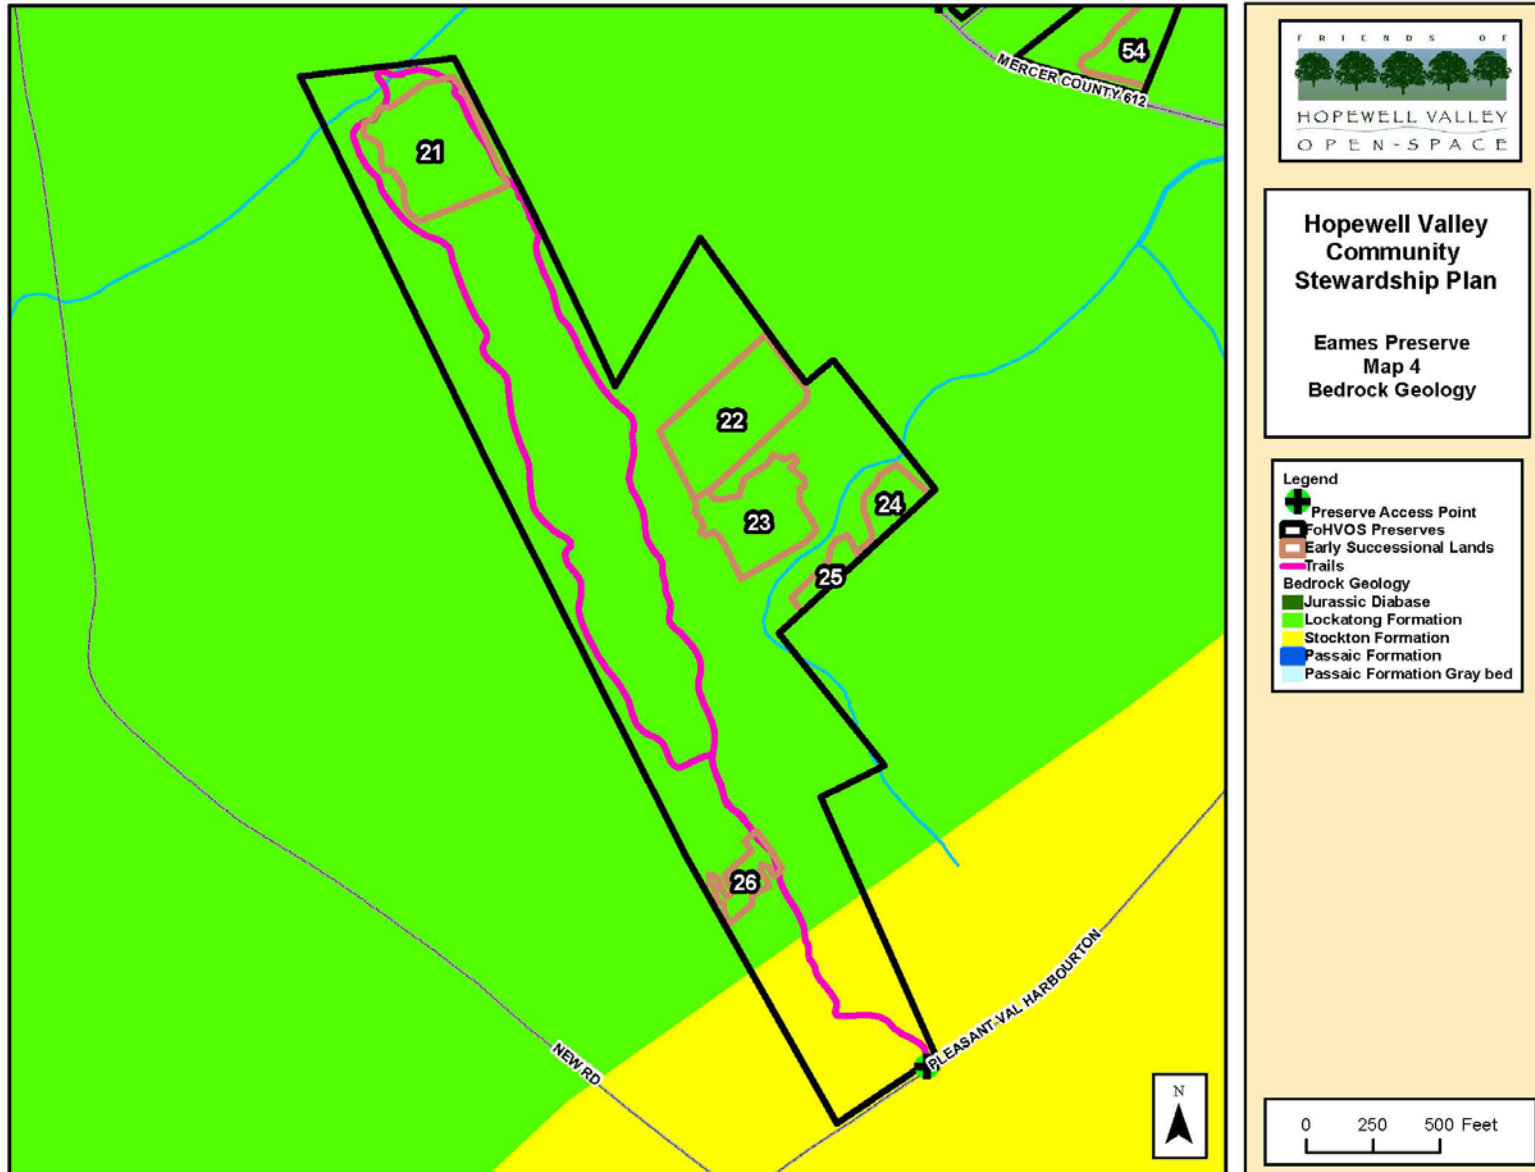 54
MERCER COUNTY 612
21
22
23
24
25
26
NEW RD
PLEASANT-VAL HARBOURTON
N
FRIENDS OF
HOPEWELL VALLEY
OPEN-SPACE
Hopewell Valley
Community
Stewardship Plan
Eames Preserve
Map 4
Bedrock Geology
Legend
Preserve Access Point
FoHVOS Preserves
Early Successional Lands
Trails
Bedrock Geology
Jurassic Diabase
Lockatong Formation
Stockton Formation
Passaic Formation
Passaic Formation Gray bed
0 250 500 Feet